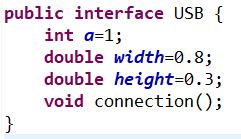 public interface USB {
    int a=1;
    double width=0.8;
    double height=0.3;
    void connection();
}